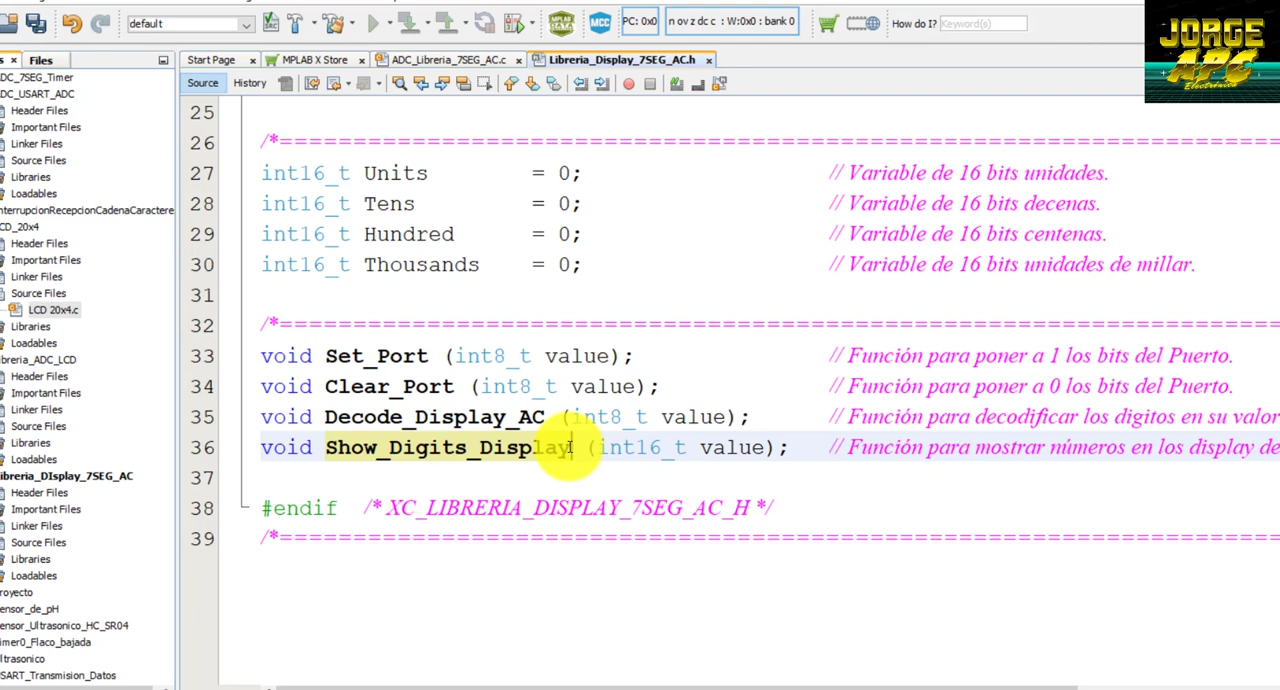 default
PC: 0x0
n ov z dc c : W:0x0 : bank 0
How do I?
Keyword(s)
JORGE
APC
Electrónico
Files
Start Page
MPLAB X Store
ADC_Libreria_7SEG_AC.c
Libreria_Display_7SEG_AC.h
Source
History
DC_7SEG_Timer
DC_USART_ADC
Header Files
Important Files
Linker Files
Source Files
Libraries
Loadables
nterrupcionRecepcionCadenaCaractere
CD_20x4
Header Files
Important Files
Linker Files
Source Files
LCD 20x4.c
Libraries
Loadables
ibreria_ADC_LCD
Header Files
Important Files
Linker Files
Source Files
Libraries
Loadables
ibreria_DIsplay_7SEG_AC
Header Files
Important Files
Linker Files
Source Files
Libraries
Loadables
royecto
ensor_de_pH
ensor_Ultrasonico_HC_SR04
imer0_Flaco_bajada
ltrasonico
SART_Transmision_Datos
25
26 /*==============================================================
27 int16_t Units = 0; // Variable de 16 bits unidades.
28 int16_t Tens = 0; // Variable de 16 bits decenas.
29 int16_t Hundred = 0; // Variable de 16 bits centenas.
30 int16_t Thousands = 0; // Variable de 16 bits unidades de millar.
31
32 /*==============================================================
33 void Set_Port (int8_t value); // Función para poner a 1 los bits del Puerto.
34 void Clear_Port (int8_t value); // Función para poner a 0 los bits del Puerto.
35 void Decode_Display_AC (int8_t value); // Función para decodificar los digitos en su valor
36 void Show_Digits_Display (int16_t value); // Función para mostrar números en los display de
37
38 #endif /* XC_LIBRERIA_DISPLAY_7SEG_AC_H */
39 /*==============================================================